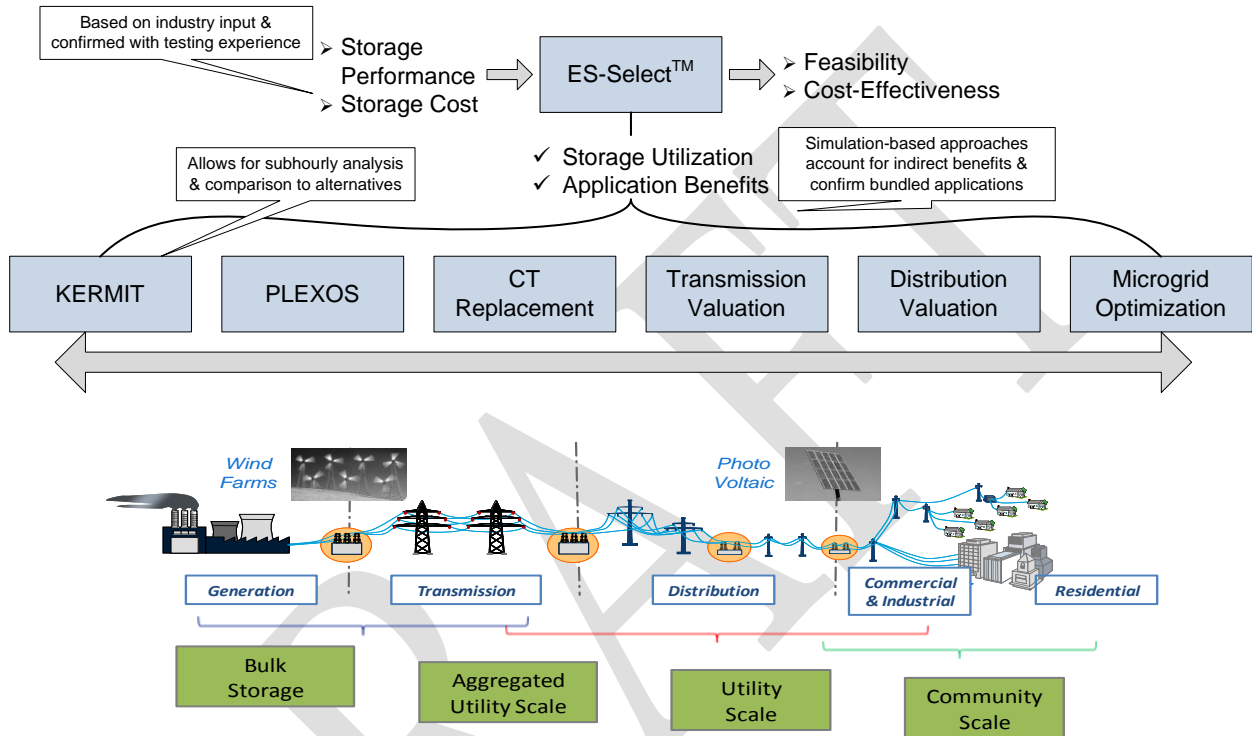 Based on industry input &
confirmed with testing experience
➢ Storage
Performance
➢ Storage Cost
ES-Select™
➢ Feasibility
➢ Cost-Effectiveness
Allows for subhourly analysis
& comparison to alternatives
✓ Storage Utilization
✓ Application Benefits
Simulation-based approaches
account for indirect benefits &
confirm bundled applications
KERMIT
PLEXOS
CT
Replacement
Transmission
Valuation
Distribution
Valuation
Microgrid
Optimization
Wind
Farms
Photo
Voltaic
Generation
Transmission
Distribution
Commercial
& Industrial
Residential
Bulk
Storage
Aggregated
Utility Scale
Utility
Scale
Community
Scale
DRAFT